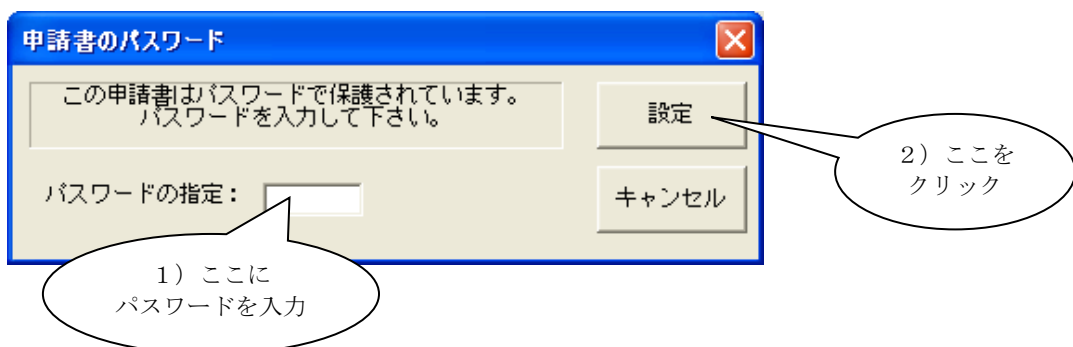 申請書のパスワード
この申請書はパスワードで保護されています。
パスワードを入力して下さい。
設定
2）ここを
クリック
パスワードの指定：
キャンセル
1）ここに
パスワードを入力